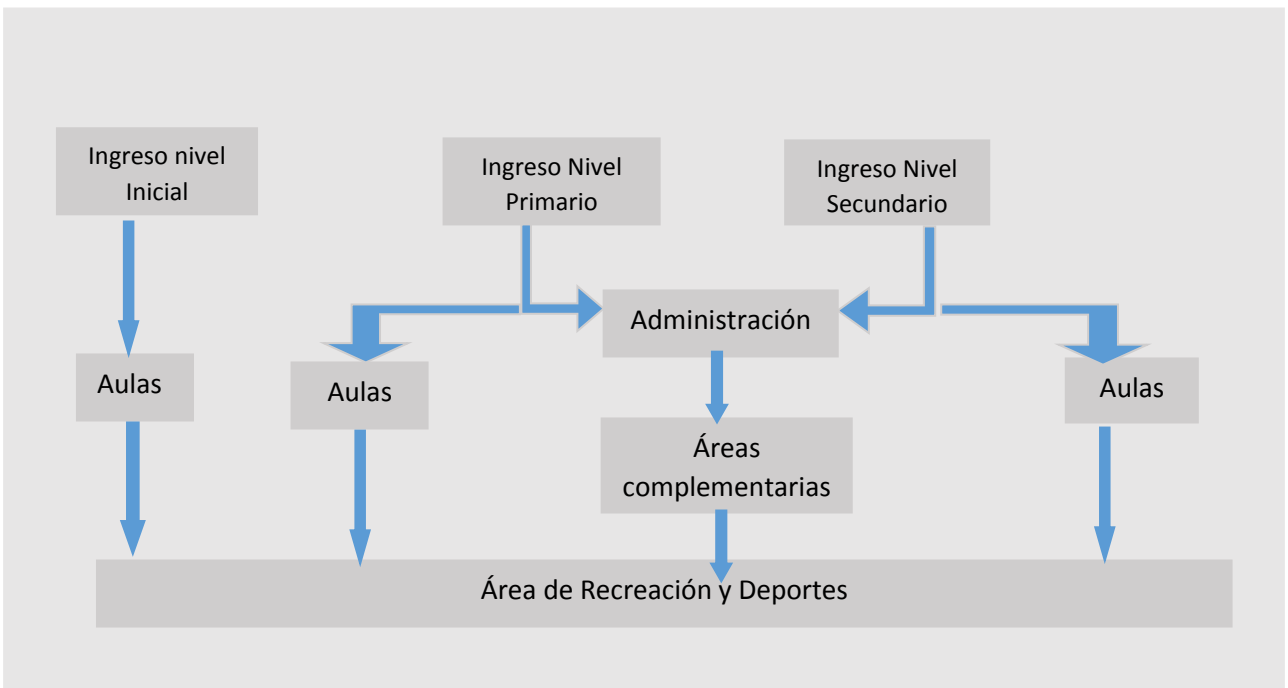 Ingreso nivel
Inicial
Ingreso Nivel
Primario
Ingreso Nivel
Secundario
Administración
Aulas
Aulas
Aulas
Áreas
complementarias
Área de Recreación y Deportes